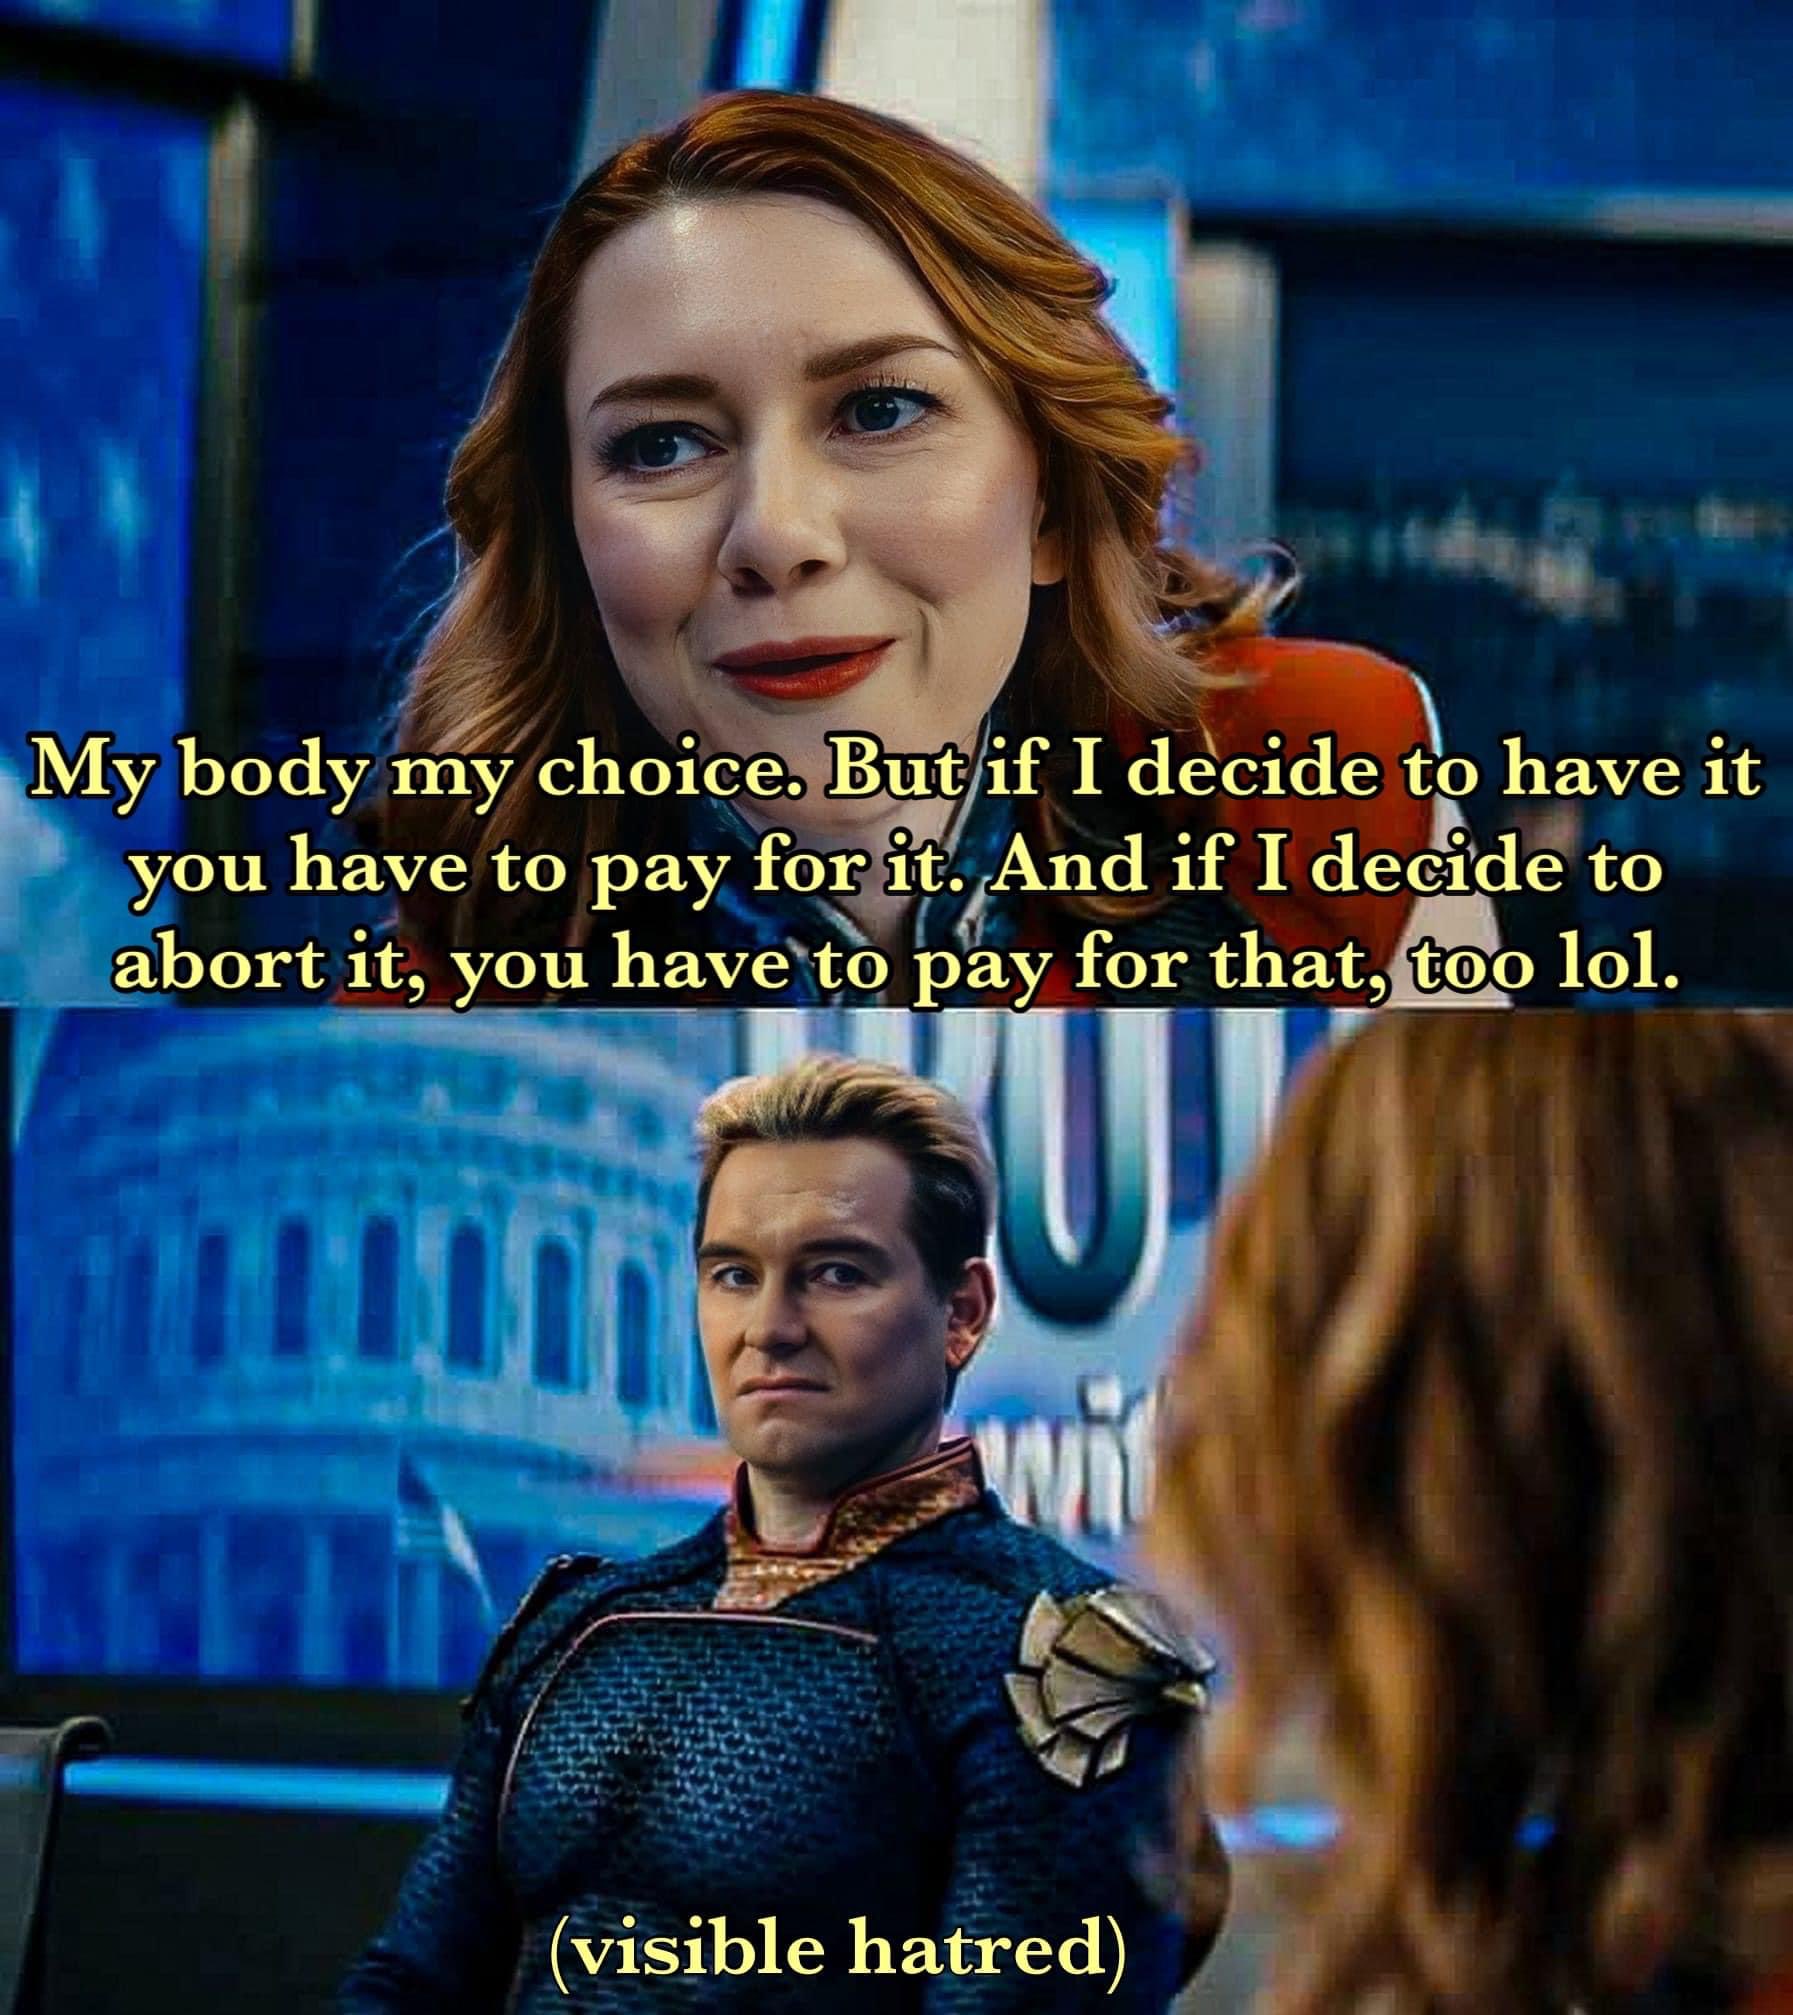 My body my choice. But if I decide to have it
you have to pay for it. And if I decide to
abort it, you have to pay for that, too lol.
(visible hatred)